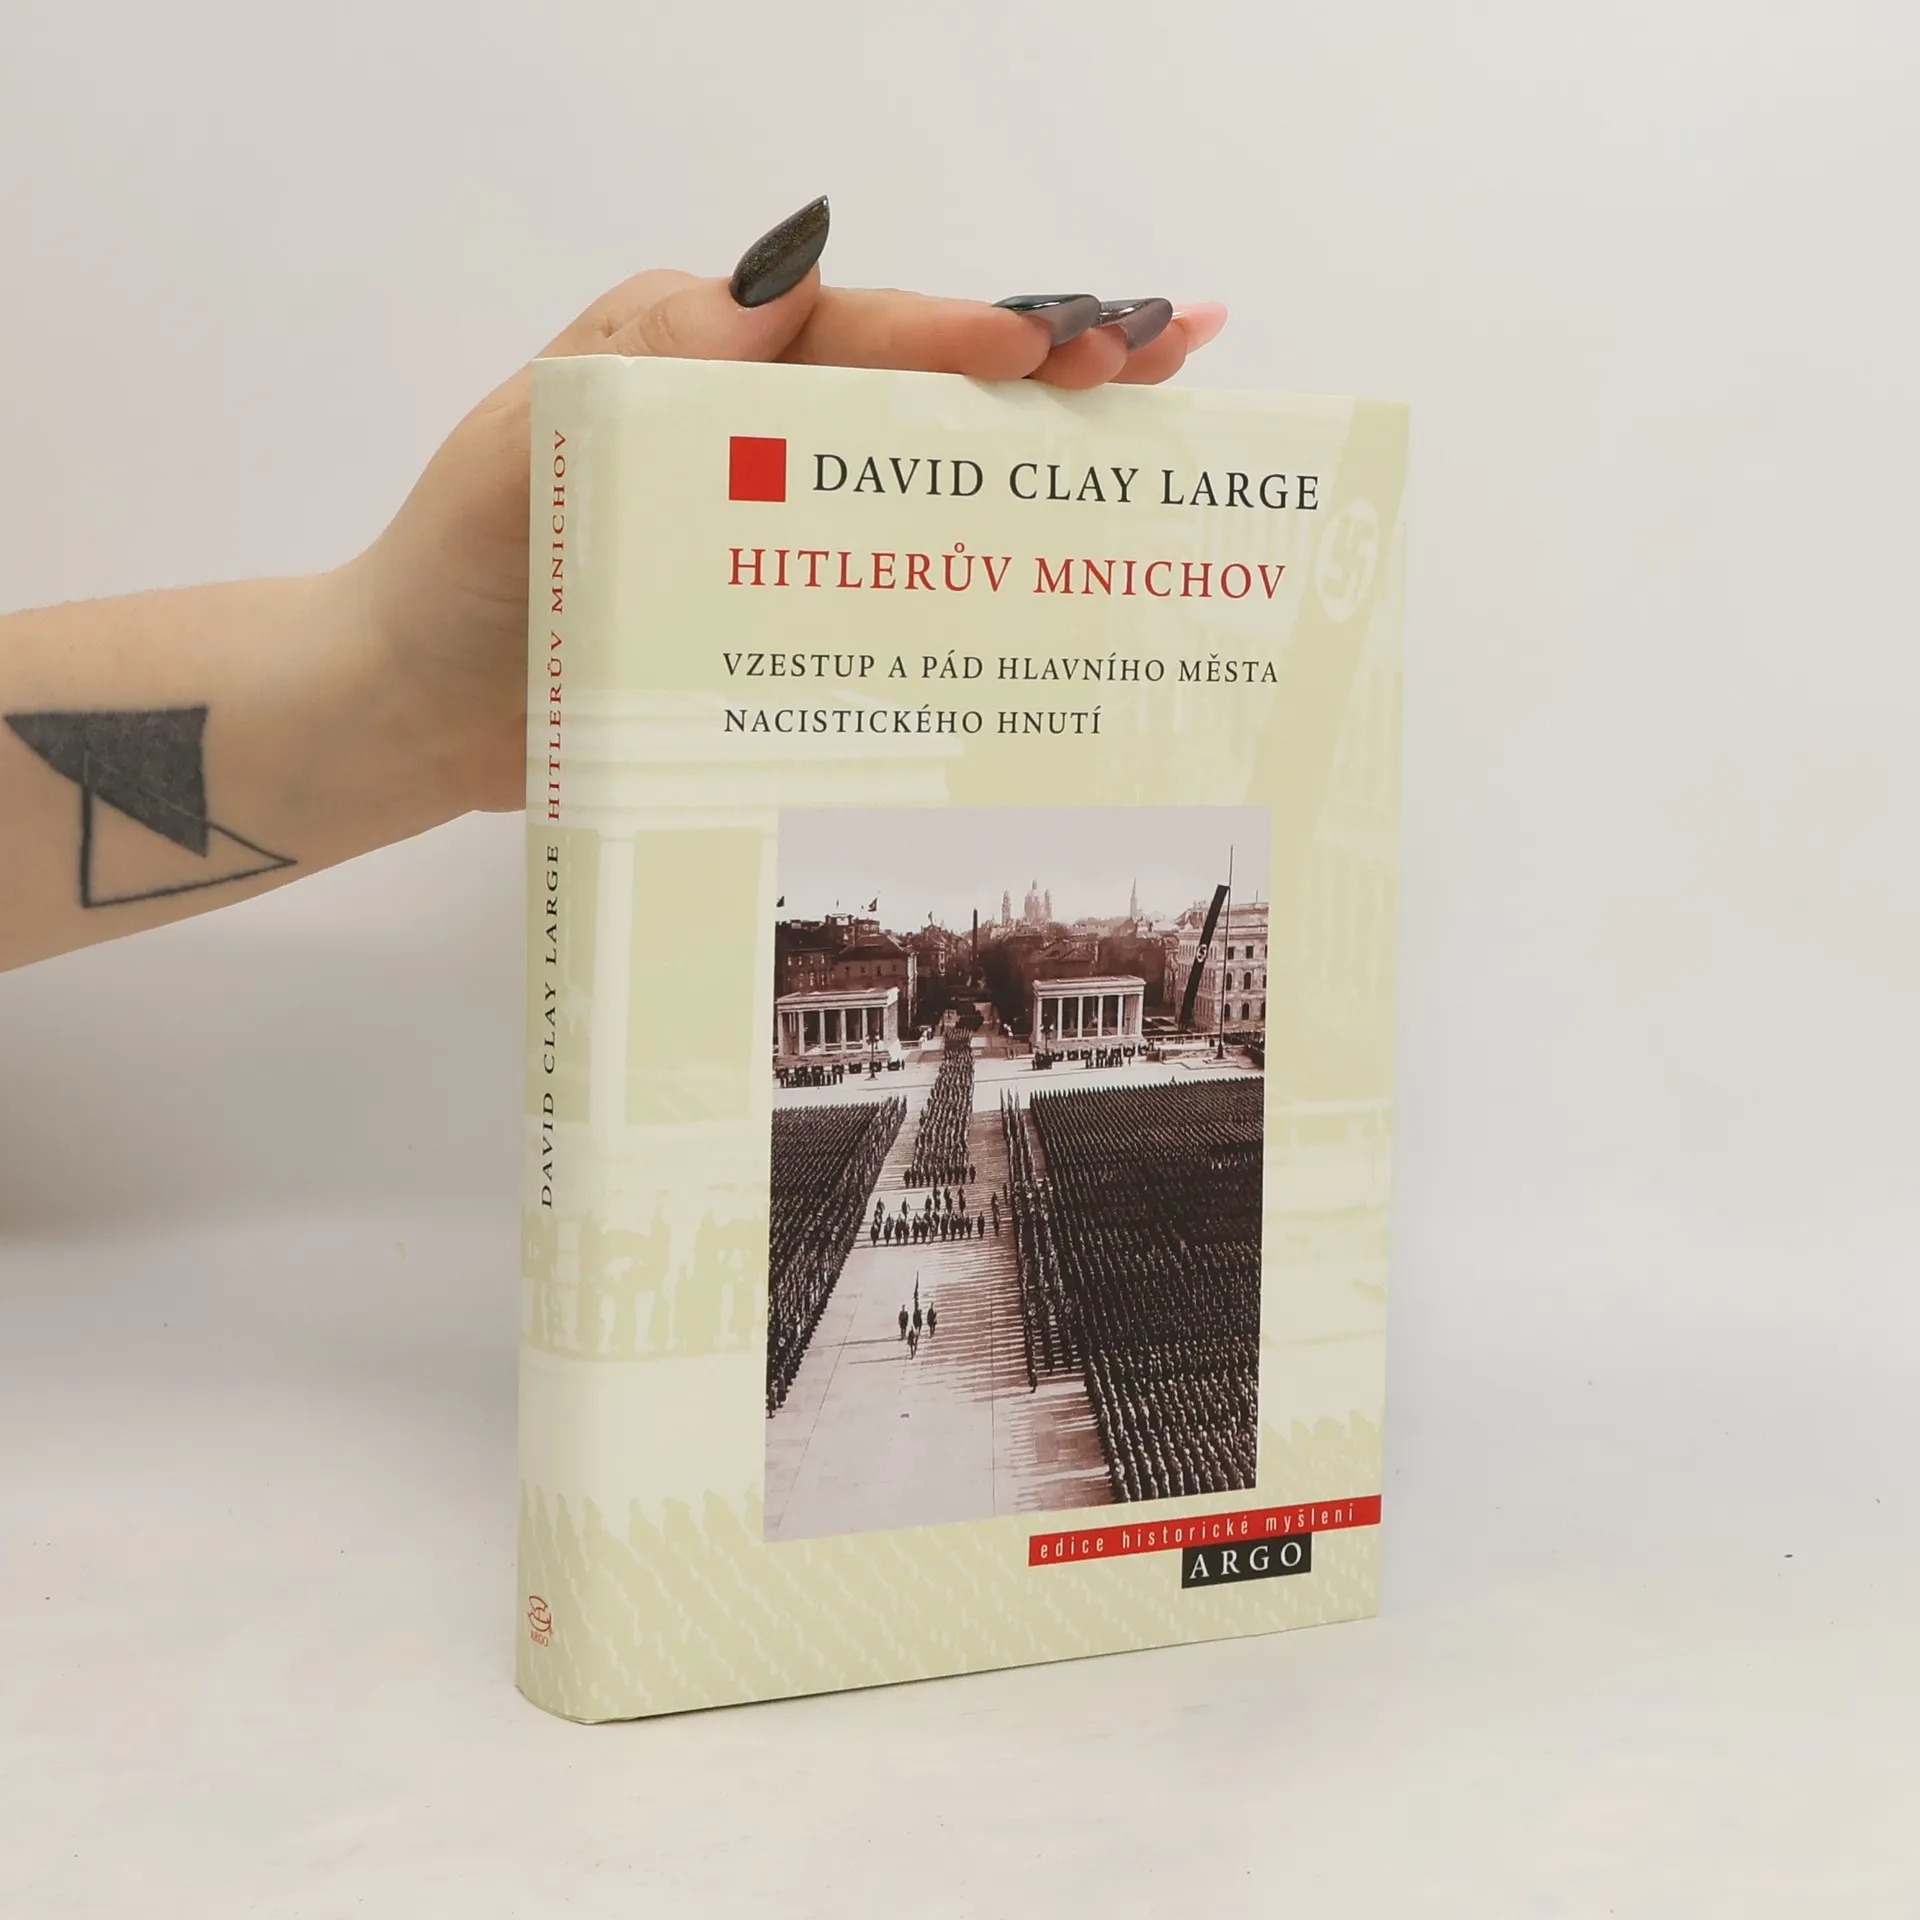 DAVID CLAY LARGE HITLERŮV MNICHOV
ARGO
DAVID CLAY LARGE
HITLERŮV MNICHOV
VZESTUP A PÁD HLAVNÍHO MĚSTA
NACISTICKÉHO HNUTÍ
edice historické myšlení
ARGO